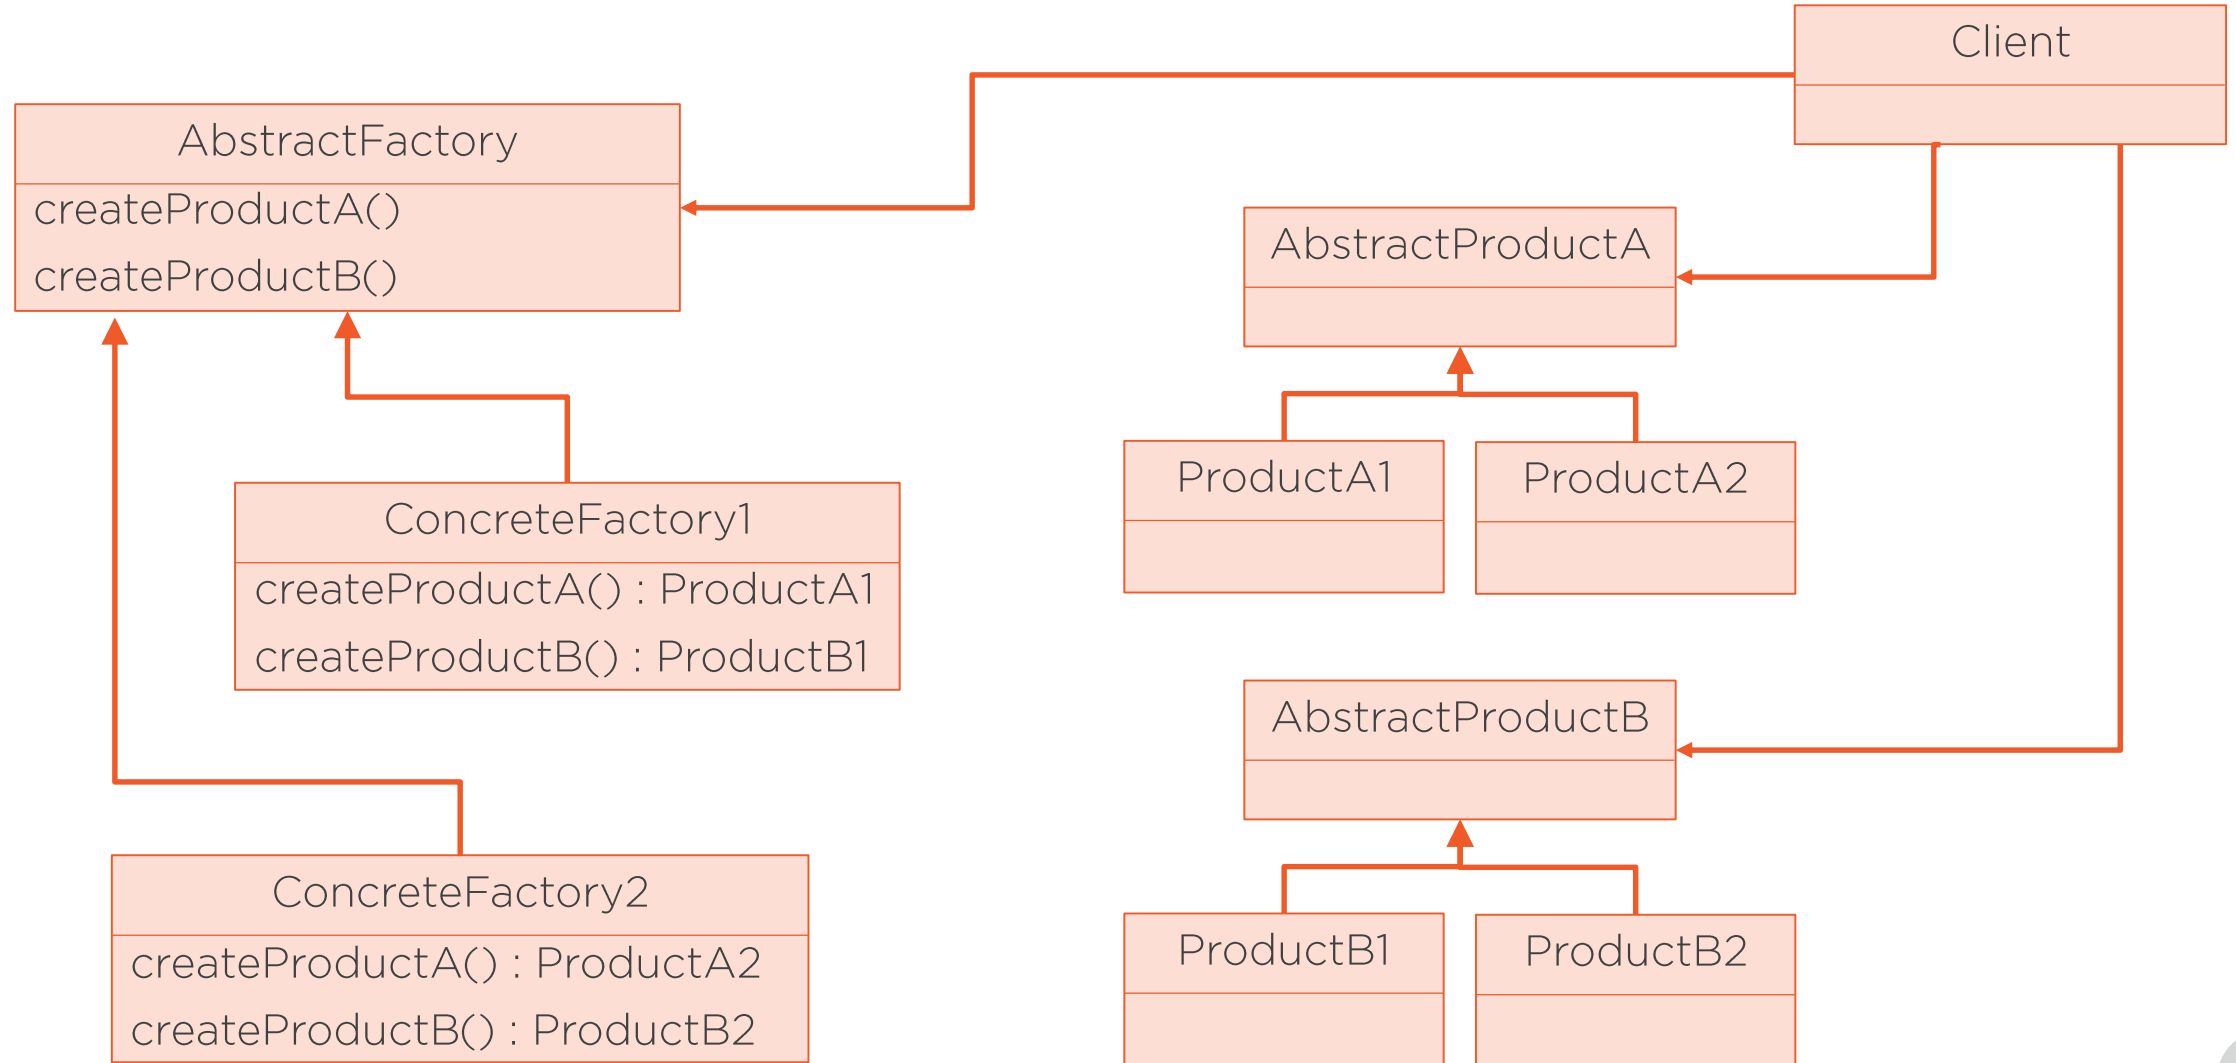 Client
AbstractFactory
createProductA()
createProductB()
AbstractProductA
ProductA1
ProductA2
ConcreteFactory1
createProductA() : ProductA1
createProductB() : ProductB1
AbstractProductB
ConcreteFactory2
createProductA() : ProductA2
createProductB() : ProductB2
ProductB1
ProductB2